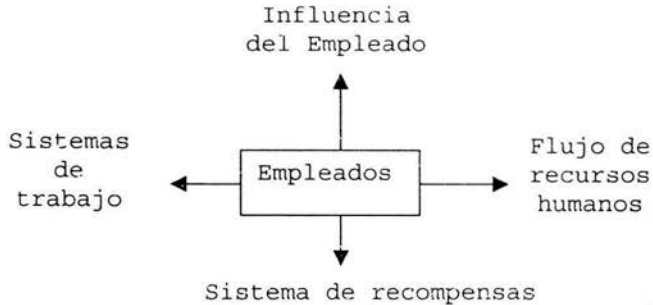 Influencia
del Empleado
Sistemas
de
trabajo
Empleados
Flujo de
recursos
humanos
Sistema de recompensas